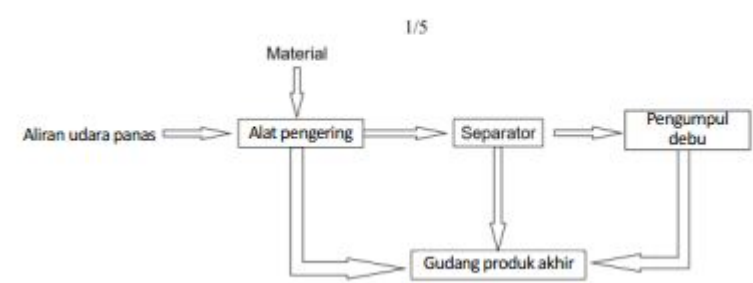 1/5
Material
Aliran udara panas
Alat pengering
Separator
Pengumpul
debu
Gudang produk akhir